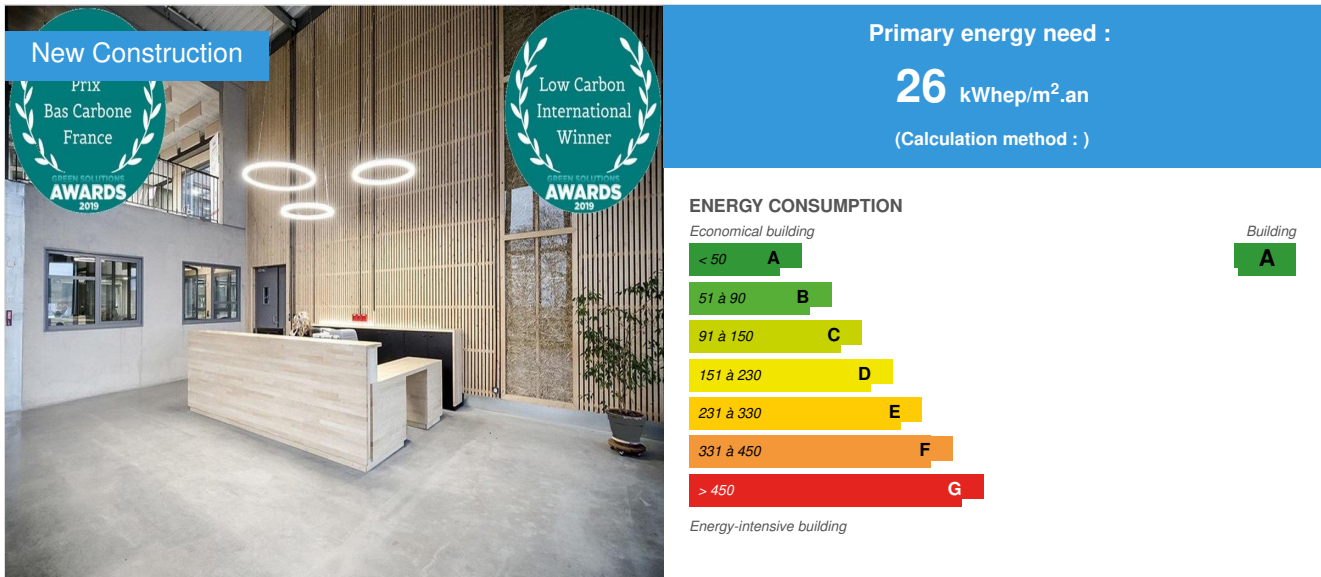 New Construction
Prix
Bas Carbone
France
GREEN SOLUTIONS
AWARDS
2019
Low Carbon
International
Winner
GREEN SOLUTIONS
AWARDS
2019
Primary energy need :
26 kWhep/m².an
(Calculation method : )
ENERGY CONSUMPTION
Economical building
Building
< 50 A
A
51 à 90 B
91 à 150 C
151 à 230 D
231 à 330 E
331 à 450 F
> 450 G
Energy-intensive building